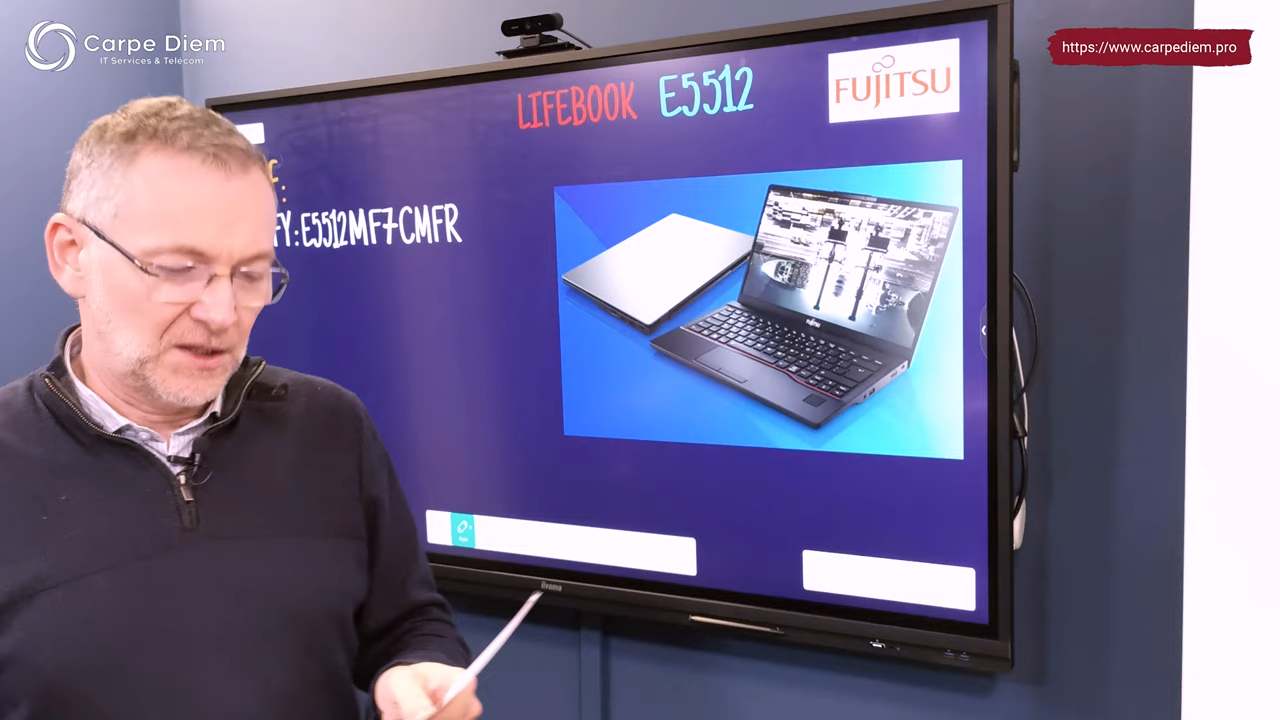 Carpe Diem
IT Services & Telecom
https://www.carpediem.pro
LIFEBOOK E5512
FUJITSU
FY:E5512MF7CMFR
FUJITSU
iiyama